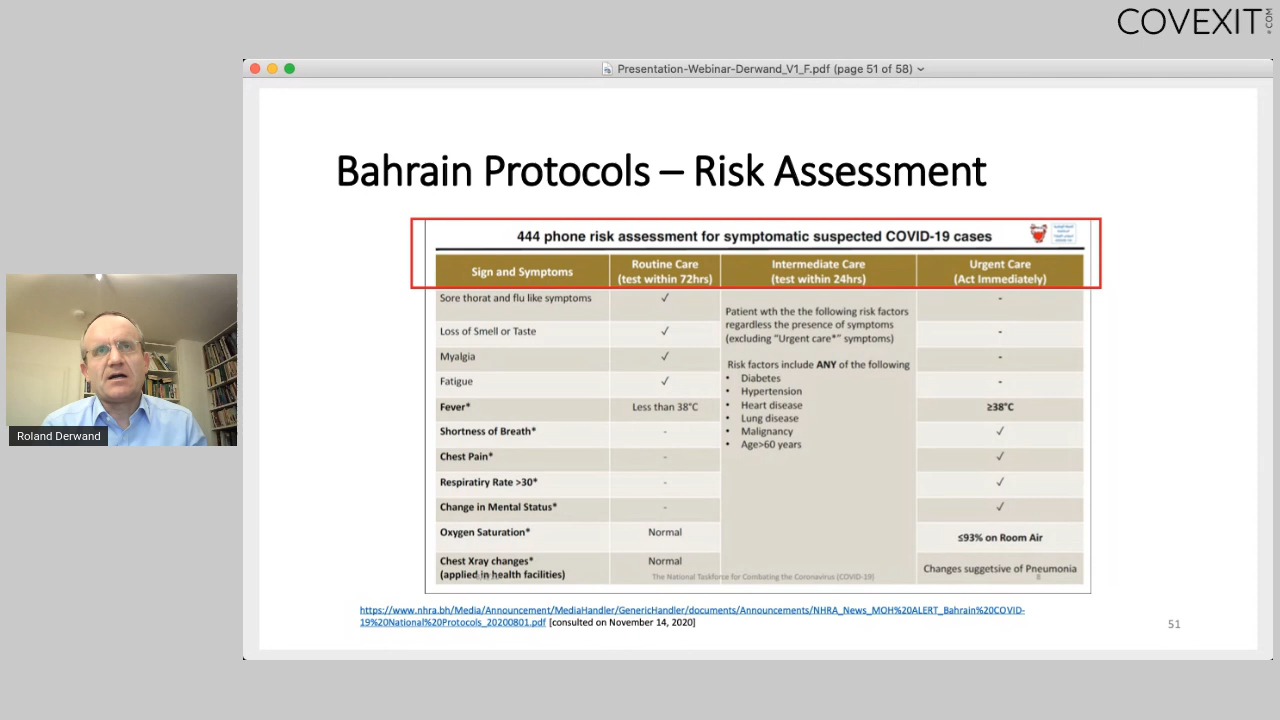 COVEXIT.COM
Presentation-Webinar-Derwand_V1_F.pdf (page 51 of 58)
Bahrain Protocols – Risk Assessment
444 phone risk assessment for symptomatic suspected COVID-19 cases
Sign and Symptoms
Routine Care
(test within 72hrs)
Intermediate Care
(test within 24hrs)
Urgent Care
(Act Immediately)
Sore thorat and flu like symptoms
✓
-
Loss of Smell or Taste
✓
-
Myalgia
✓
-
Fatigue
✓
-
Fever*
Less than 38°C
≥38°C
Shortness of Breath*
-
✓
Chest Pain*
-
✓
Respiratiry Rate >30*
-
✓
Change in Mental Status*
-
✓
Oxygen Saturation*
Normal
≤93% on Room Air
Chest Xray changes*
(applied in health facilities)
Normal
Changes suggetsive of Pneumonia
Patient wth the the following risk factors
regardless the presence of symptoms
(excluding "Urgent care*" symptoms)
Risk factors include ANY of the following
• Diabetes
• Hypertension
• Heart disease
• Lung disease
• Malignancy
• Age>60 years
The National Taskforce for Combating the Coronavirus (COVID-19)
8
https://www.nhra.bh/Media/Announcement/MediaHandler/GenericHandler/documents/Announcements/NHRA_News_MOH%20ALERT_Bahrain%20COVID-
19%20National%20Protocols_20200801.pdf [consulted on November 14, 2020]
51
Roland Derwand